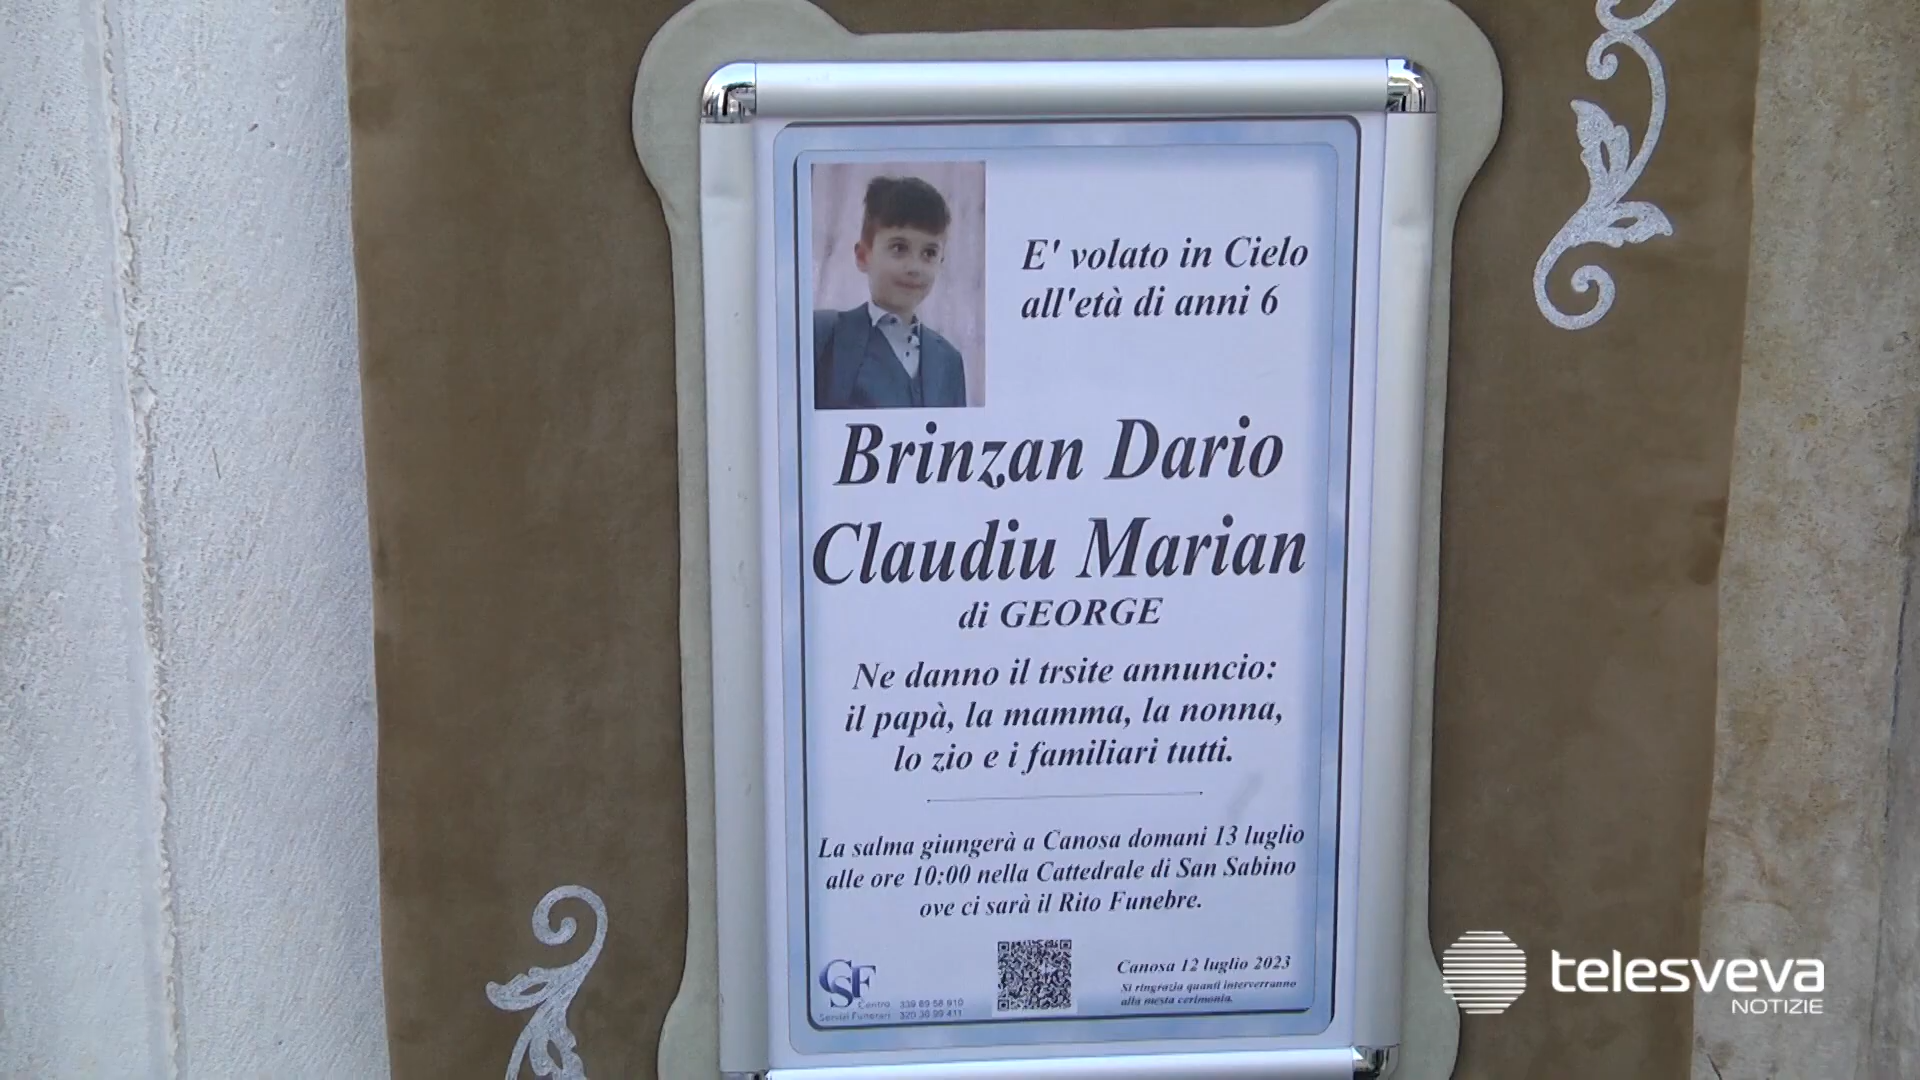 E' volato in Cielo
all'età di anni 6
Brinzan Dario
Claudiu Marian
di GEORGE
Ne danno il trsite annuncio:
il papà, la mamma, la nonna,
lo zio e i familiari tutti.
La salma giungerà a Canosa domani 13 luglio
alle ore 10:00 nella Cattedrale di San Sabino
ove ci sarà il Rito Funebre.
CSF
Centro 339 89 58 910
Servizi Funerari 320 30 99 411
Canosa 12 luglio 2023
Si ringrazia quanti interverranno
alla mesta cerimonia.
telesveva
NOTIZIE